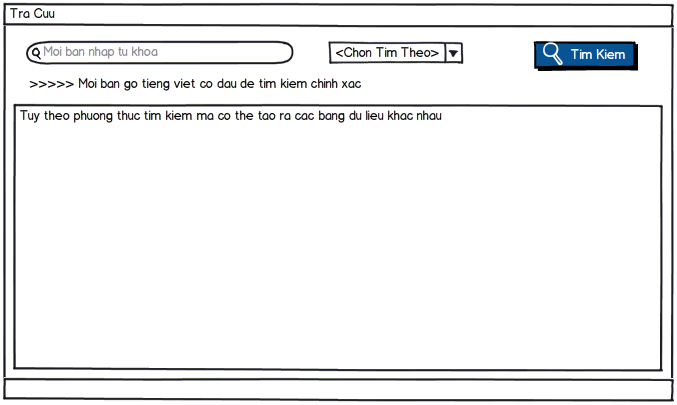 Tra Cuu
Moi ban nhap tu khoa
<Chon Tim Theo>
Tim Kiem
>>>>> Moi ban go tieng viet co dau de tim kiem chinh xac
Tuy theo phuong thuc tim kiem ma co the tao ra cac bang du lieu khac nhau